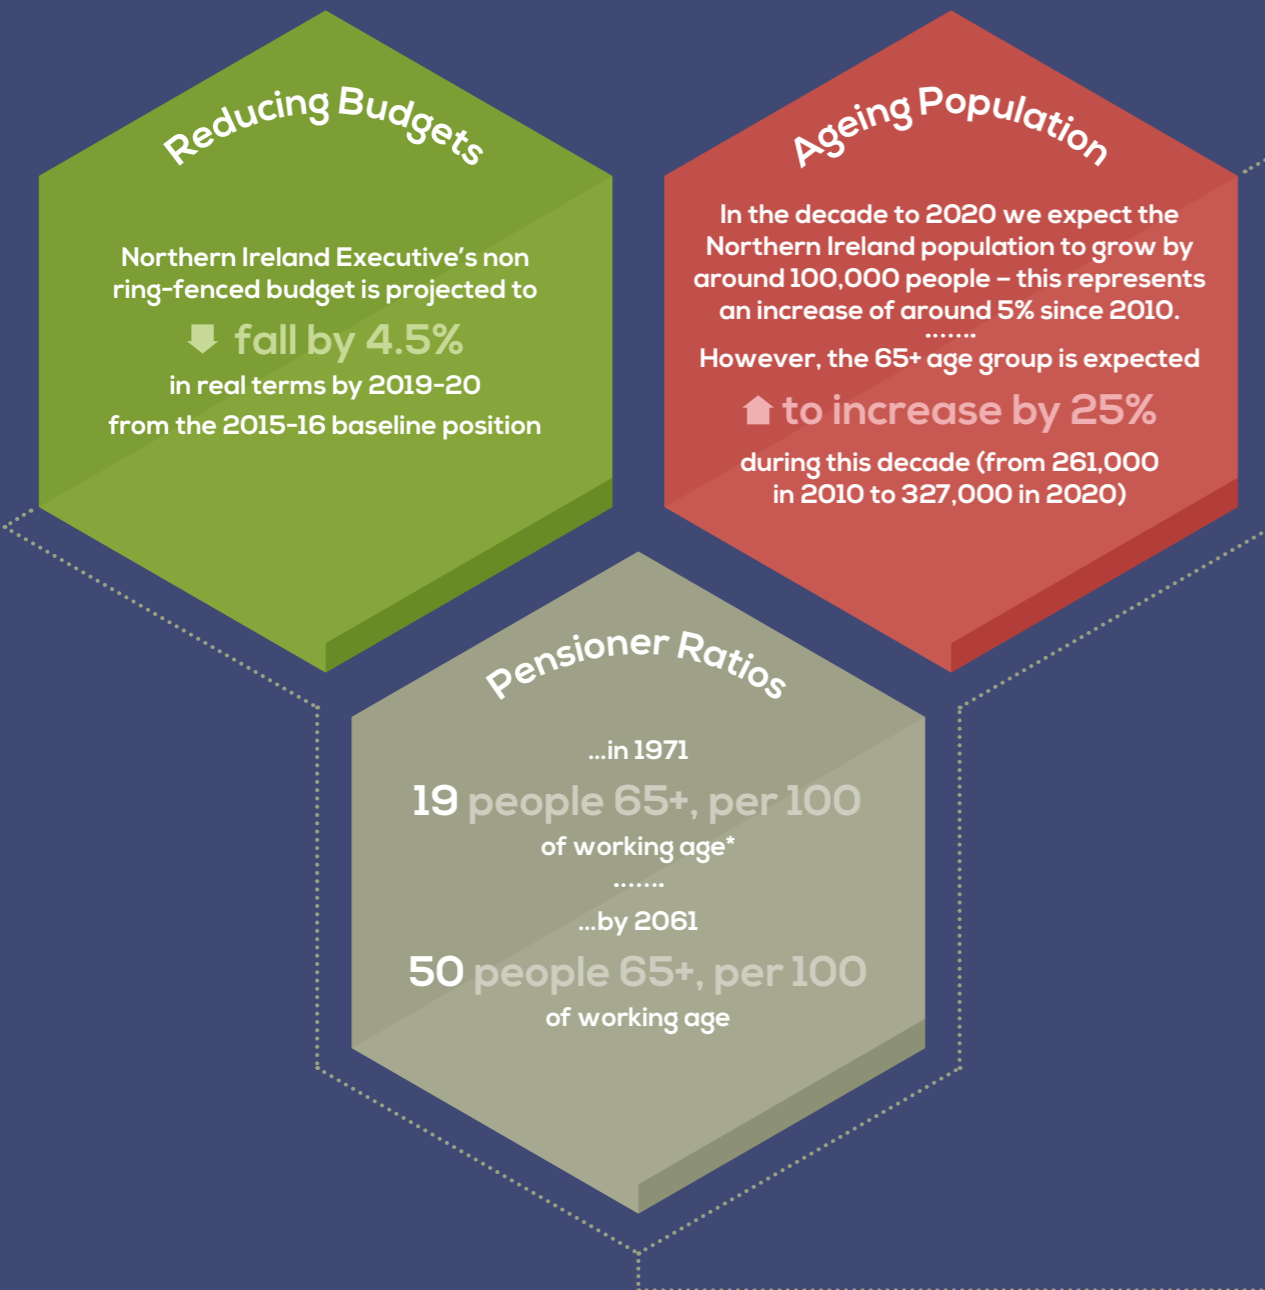 Reducing Budgets
Northern Ireland Executive's non
ring-fenced budget is projected to
fall by 4.5%
in real terms by 2019-20
from the 2015-16 baseline position
Ageing Population
In the decade to 2020 we expect the
Northern Ireland population to grow by
around 100,000 people – this represents
an increase of around 5% since 2010.
.......
However, the 65+ age group is expected
to increase by 25%
during this decade (from 261,000
in 2010 to 327,000 in 2020)
Pensioner Ratios
...in 1971
19 people 65+, per 100
of working age*
.......
...by 2061
50 people 65+, per 100
of working age